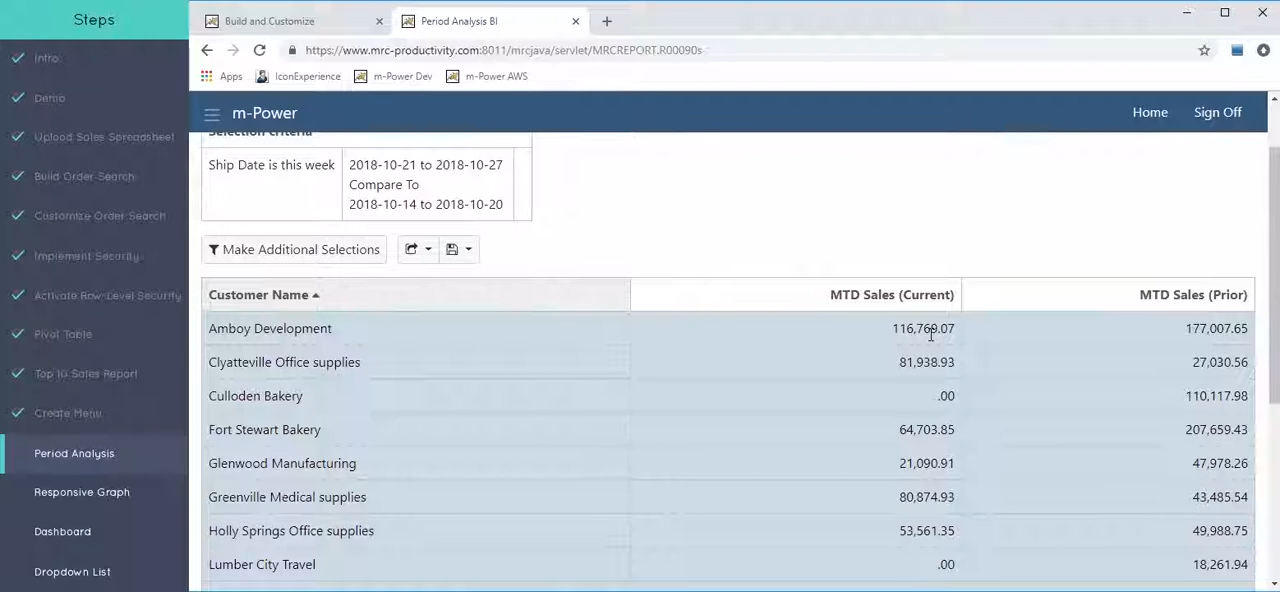 Steps
Intro
Demo
Upload Sales Spreadsheet
Build Order Search
Customize Order Search
Implement Security
Activate Row-Level Security
Pivot Table
Top 10 Sales Report
Create Menu
Period Analysis
Responsive Graph
Dashboard
Dropdown List
Build and Customize
Period Analysis BI
https://www.mrc-productivity.com:8011/mrcjava/servlet/MRCREPORT.R00090s
Apps IconExperience m-Power Dev m-Power AWS
m-Power Home Sign Off
Selection Criteria
Ship Date is this week 2018-10-21 to 2018-10-27
Compare To
2018-10-14 to 2018-10-20
Make Additional Selections
Customer Name MTD Sales (Current) MTD Sales (Prior)
Amboy Development 116,769.07 177,007.65
Clyatteville Office supplies 81,938.93 27,030.56
Culloden Bakery .00 110,117.98
Fort Stewart Bakery 64,703.85 207,659.43
Glenwood Manufacturing 21,090.91 47,978.26
Greenville Medical supplies 80,874.93 43,485.54
Holly Springs Office supplies 53,561.35 49,988.75
Lumber City Travel .00 18,261.94